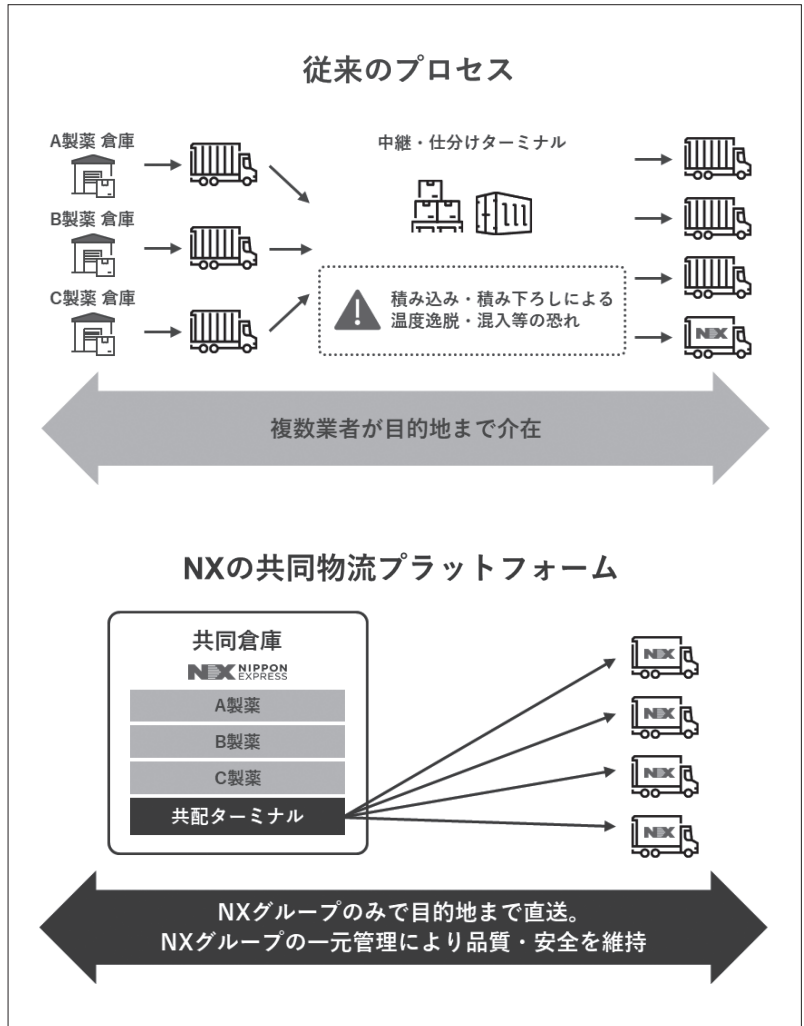 従来のプロセス
A製薬 倉庫
B製薬 倉庫
C製薬 倉庫
中継・仕分けターミナル
積み込み・積み下ろしによる
温度逸脱・混入等の恐れ
NX
複数業者が目的地まで介在
NXの共同物流プラットフォーム
共同倉庫
NX NIPPON
EXPRESS
A製薬
B製薬
C製薬
共配ターミナル
NX
NX
NX
NX
NXグループのみで目的地まで直送。
NXグループの一元管理により品質・安全を維持